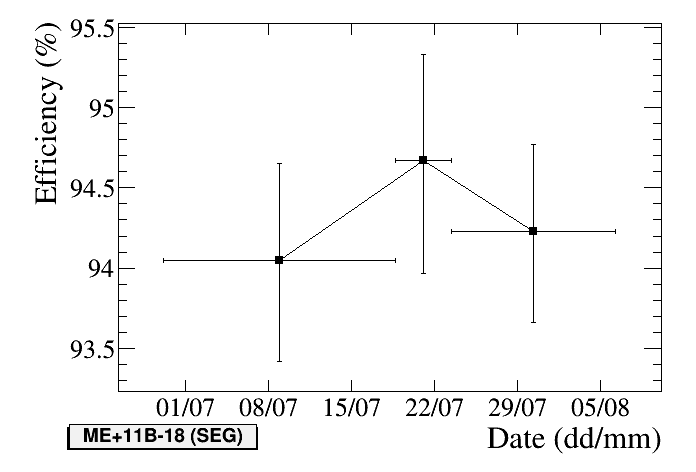 Efficiency (%)
95.5
95
94.5
94
93.5
01/07 08/07 15/07 22/07 29/07 05/08
Date (dd/mm)
ME+11B-18 (SEG)